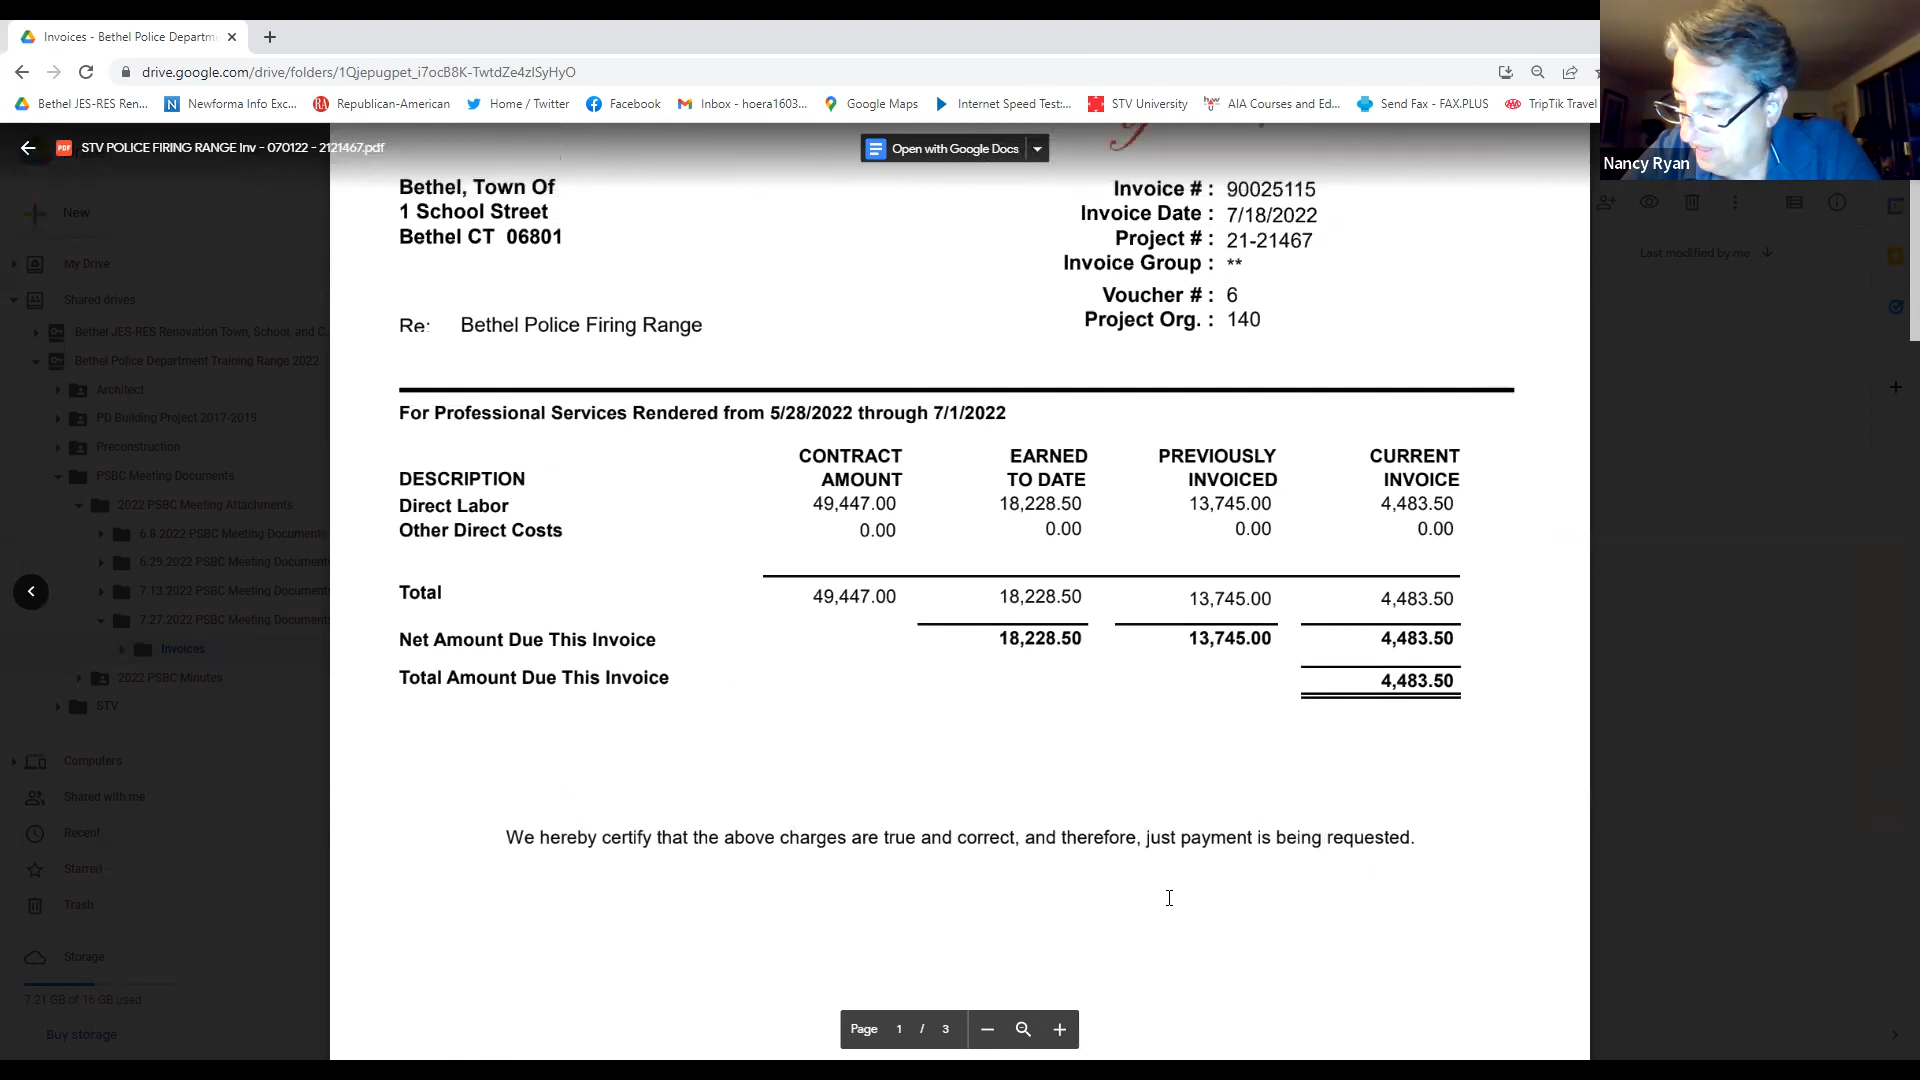 Invoices - Bethel Police Departm
drive.google.com/drive/folders/1Qjepugpet_i7ocB8K-TwtdZe4zlSyHyO
Bethel JES-RES Ren... Newforma Info Exc... Republican-American Home / Twitter Facebook Inbox - hoera1603... Google Maps Internet Speed Test:... STV University AIA Courses and Ed... Send Fax - FAX.PLUS TripTik Travel
STV POLICE FIRING RANGE Inv - 070122 - 2121467.pdf
Open with Google Docs
Nancy Ryan
New
My Drive
Shared drives
Bethel JES-RES Renovation Town, School, and C
Bethel Police Department Training Range 2022
Architect
PD Building Project 2017-2019
Preconstruction
PSBC Meeting Documents
2022 PSBC Meeting Attachments
6.8.2022 PSBC Meeting Documents
6.29.2022 PSBC Meeting Document
7.13.2022 PSBC Meeting Document
7.27.2022 PSBC Meeting Document
Invoices
2022 PSBC Minutes
STV
Computers
Shared with me
Recent
Starred
Trash
Storage
7.21 GB of 16 GB used
Buy storage
Last modified by me
Bethel, Town Of
1 School Street
Bethel CT 06801
Invoice # : 90025115
Invoice Date : 7/18/2022
Project # : 21-21467
Invoice Group : **
Voucher # : 6
Project Org. : 140
Re: Bethel Police Firing Range
For Professional Services Rendered from 5/28/2022 through 7/1/2022
CONTRACT EARNED PREVIOUSLY CURRENT
DESCRIPTION AMOUNT TO DATE INVOICED INVOICE
Direct Labor 49,447.00 18,228.50 13,745.00 4,483.50
Other Direct Costs 0.00 0.00 0.00 0.00
Total 49,447.00 18,228.50 13,745.00 4,483.50
Net Amount Due This Invoice 18,228.50 13,745.00 4,483.50
Total Amount Due This Invoice 4,483.50
We hereby certify that the above charges are true and correct, and therefore, just payment is being requested.
Page 1 / 3